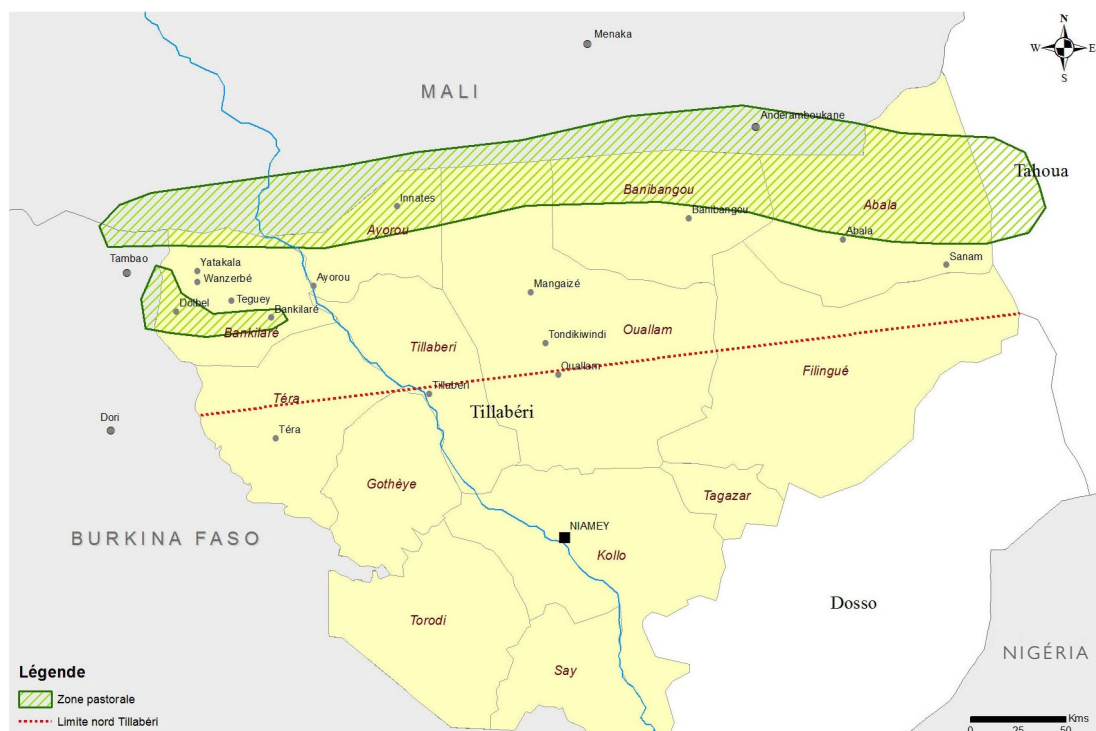 Menaka
N
W E
S
MALI
Anderamboukane
Tahoua
Banibangou
Innates
Abala
Banibangou
Ayorou
Abala
Tambao
Yatakala
Wanzerbé
Ayorou
Sanam
Mangaizé
Teguey
Dolbel
Bankilaré
Bankilaré
Ouallam
Tillaberi
Tondikiwindi
Ouallam
Filingué
Tillabéri
Téra
Tillabéri
Dori
Téra
Gothèye
Tagazar
NIAMEY
BURKINA FASO
Kollo
Dosso
Torodi
NIGÉRIA
Say
Légende
Zone pastorale
Limite nord Tillabéri
Kms
0 25 50